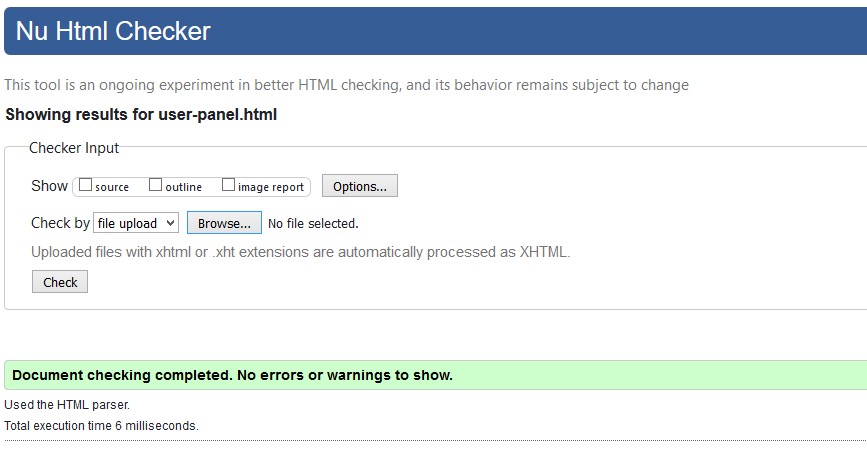 Nu Html Checker
This tool is an ongoing experiment in better HTML checking, and its behavior remains subject to change
Showing results for user-panel.html
Checker Input
Show source outline image report Options...
Check by file upload Browse... No file selected.
Uploaded files with xhtml or .xht extensions are automatically processed as XHTML.
Check
Document checking completed. No errors or warnings to show.
Used the HTML parser.
Total execution time 6 milliseconds.